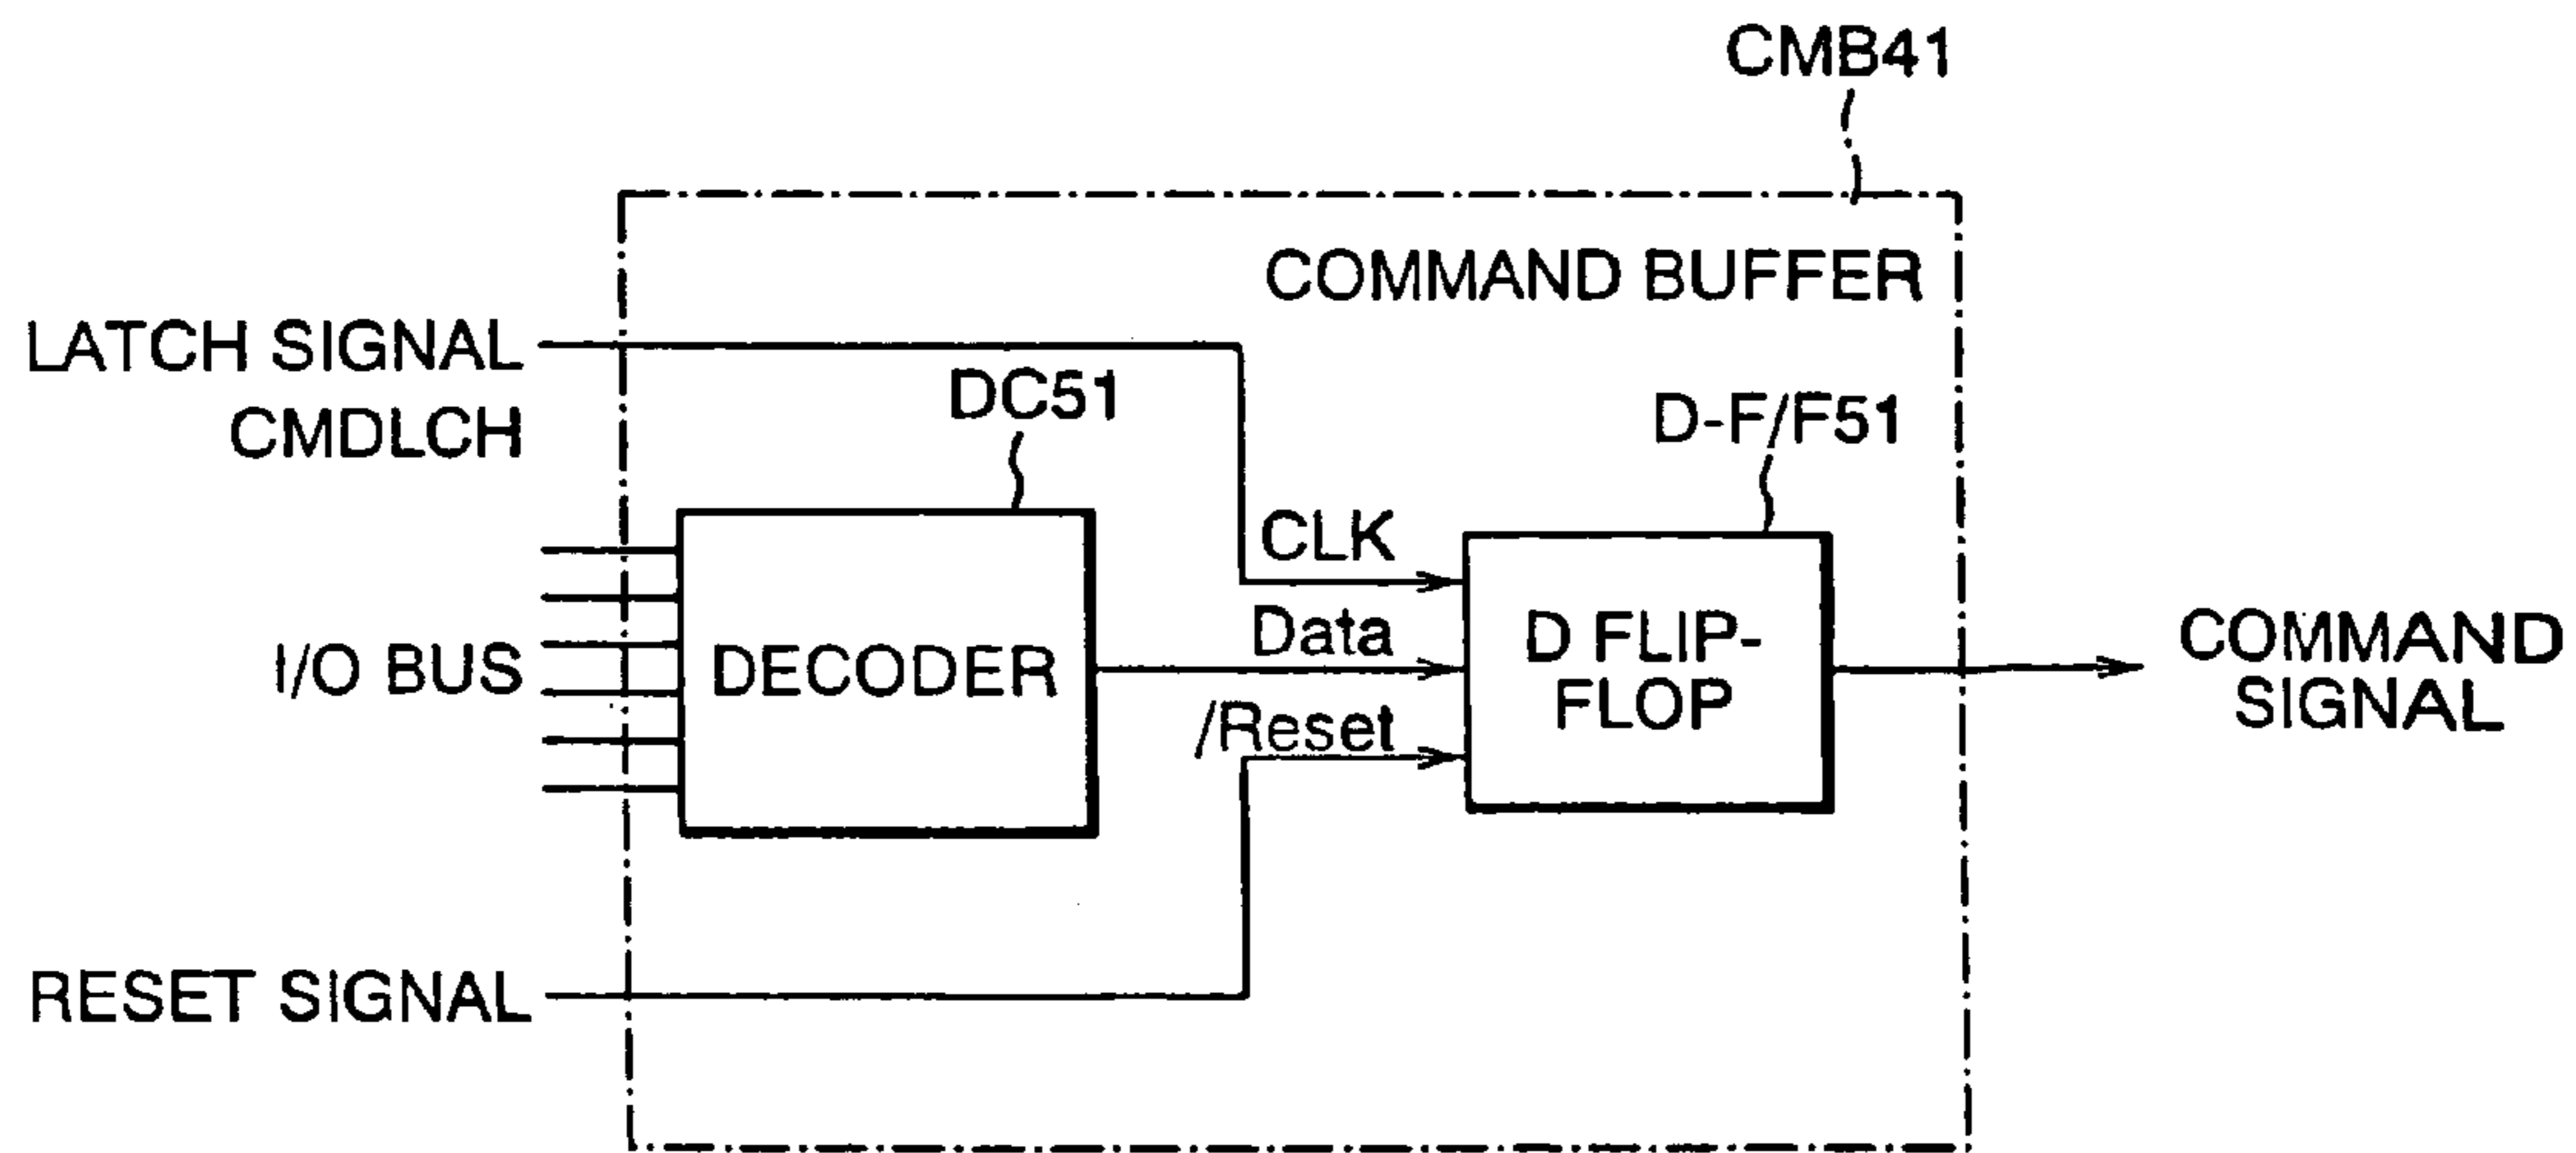 CMB41
COMMAND BUFFER
LATCH SIGNAL
CMDLCH
DC51
D-F/F51
CLK
Data
/Reset
I/O BUS
DECODER
D FLIP-
FLOP
COMMAND
SIGNAL
RESET SIGNAL